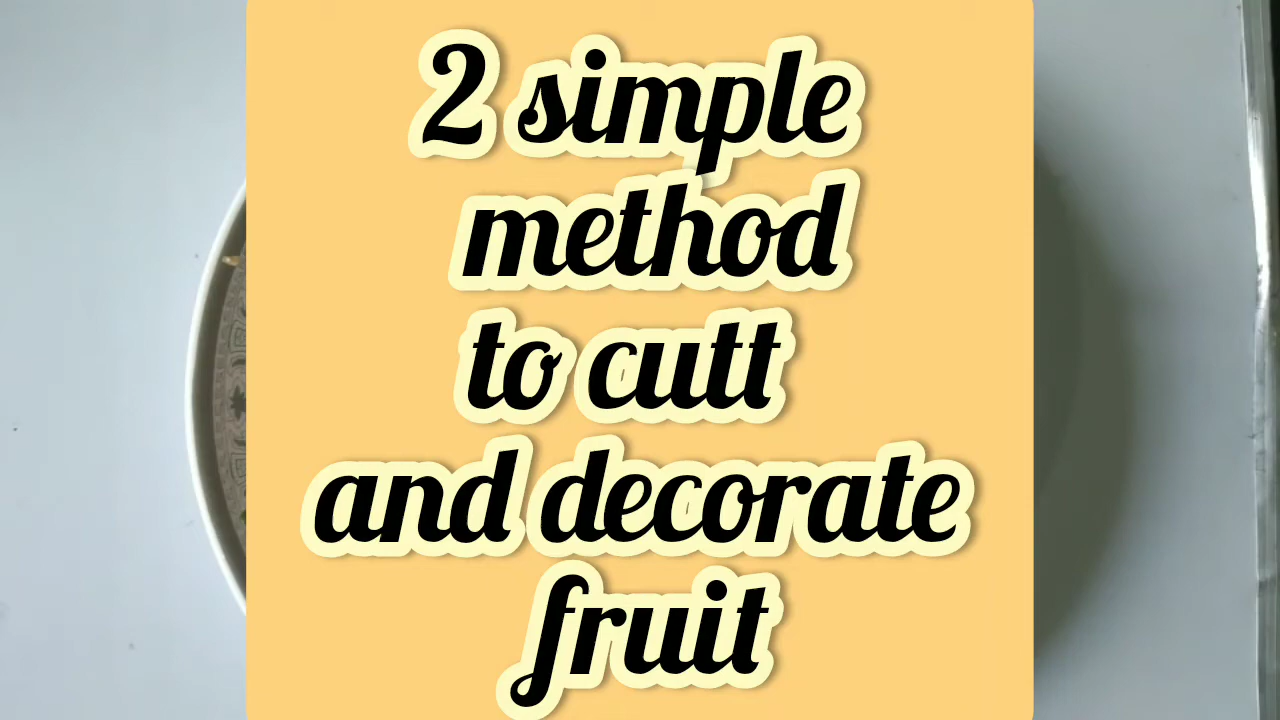 2 simple
method
to cutt
and decorate
fruit